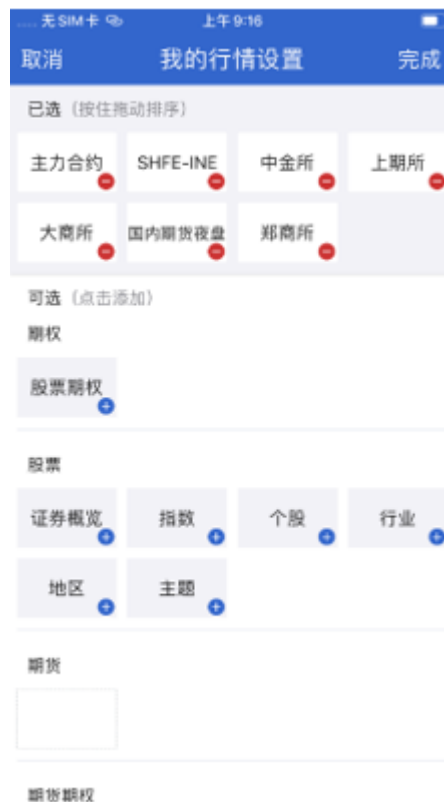 无SIM卡 上午9:16
取消 我的行情设置 完成
已选（按住拖动排序）
主力合约 SHFE-INE 中金所 上期所
大商所 国内期货夜盘 郑商所
可选（点击添加）
期权
股票期权
股票
证券概览 指数 个股 行业
地区 主题
期货
期货期权